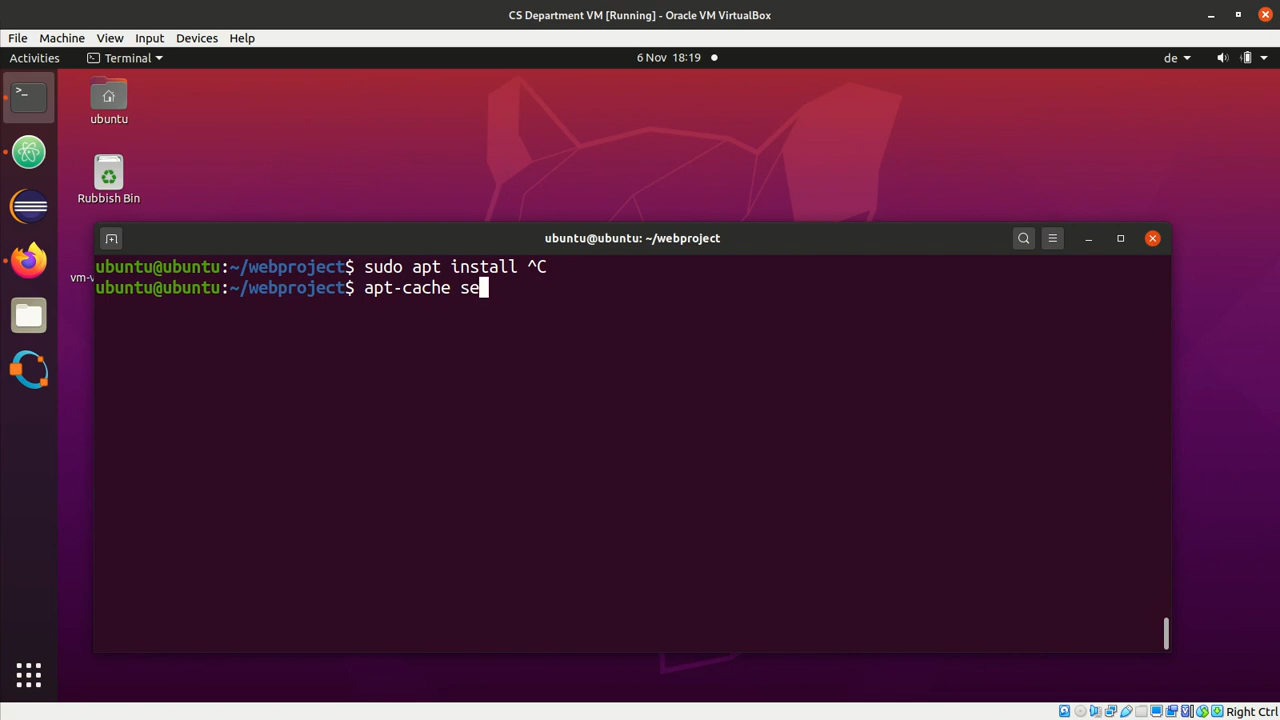 CS Department VM [Running] - Oracle VM VirtualBox
File Machine View Input Devices Help
Activities Terminal 6 Nov 18:19 de
ubuntu
Rubbish Bin
vm-v
ubuntu@ubuntu: ~/webproject
ubuntu@ubuntu:~/webproject$ sudo apt install ^C
ubuntu@ubuntu:~/webproject$ apt-cache se
Right Ctrl